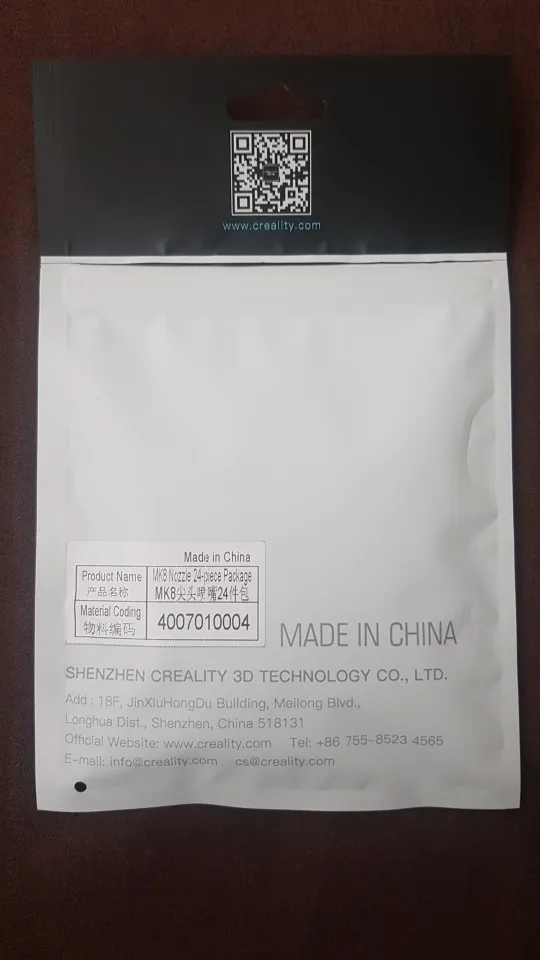 www.creality.com
Made in China
Product Name MK8 Nozzle 24-piece Package
产品名称 MK8尖头喷嘴24件包
Material Coding
物料编码 4007010004
MADE IN CHINA
SHENZHEN CREALITY 3D TECHNOLOGY CO., LTD.
Add : 18F, JinXiuHongDu Building, Meilong Blvd.,
Longhua Dist., Shenzhen, China 518131
Official Website: www.creality.com Tel: +86 755-8523 4565
E-mail: info@creality.com cs@creality.com